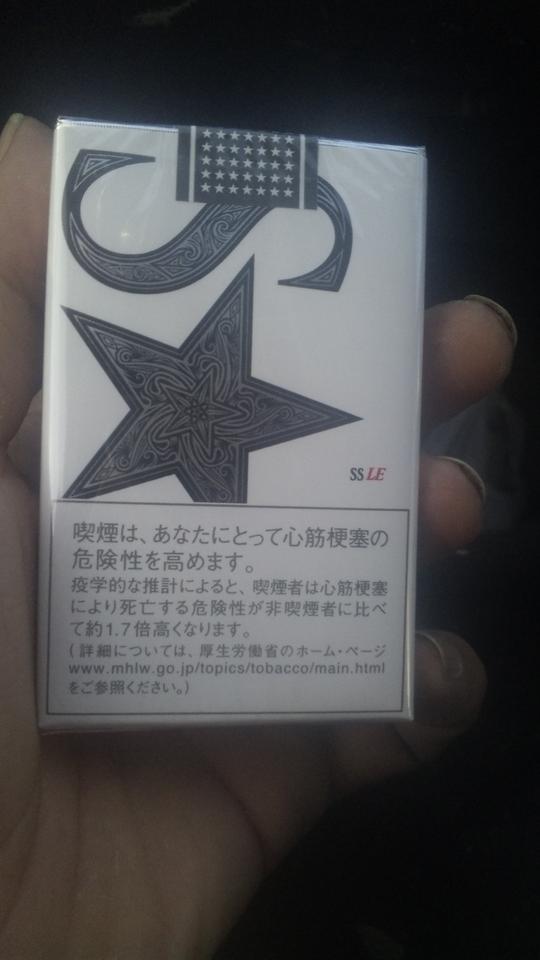 S
SS LE
喫煙は、あなたにとって心筋梗塞の
危険性を高めます。
疫学的な推計によると、喫煙者は心筋梗塞
により死亡する危険性が非喫煙者に比べ
て約1.7倍高くなります。
(詳細については、厚生労働省のホーム・ページ
www.mhlw.go.jp/topics/tobacco/main.html
をご参照ください。)